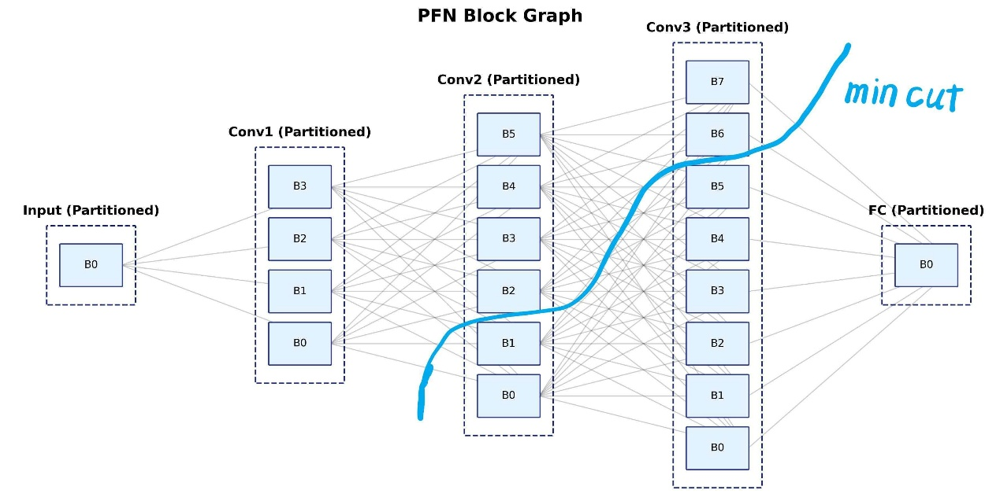 PFN Block Graph
Input (Partitioned)
B0
Conv1 (Partitioned)
B3
B2
B1
B0
Conv2 (Partitioned)
B5
B4
B3
B2
B1
B0
Conv3 (Partitioned)
B7
B6
B5
B4
B3
B2
B1
B0
min cut
FC (Partitioned)
B0